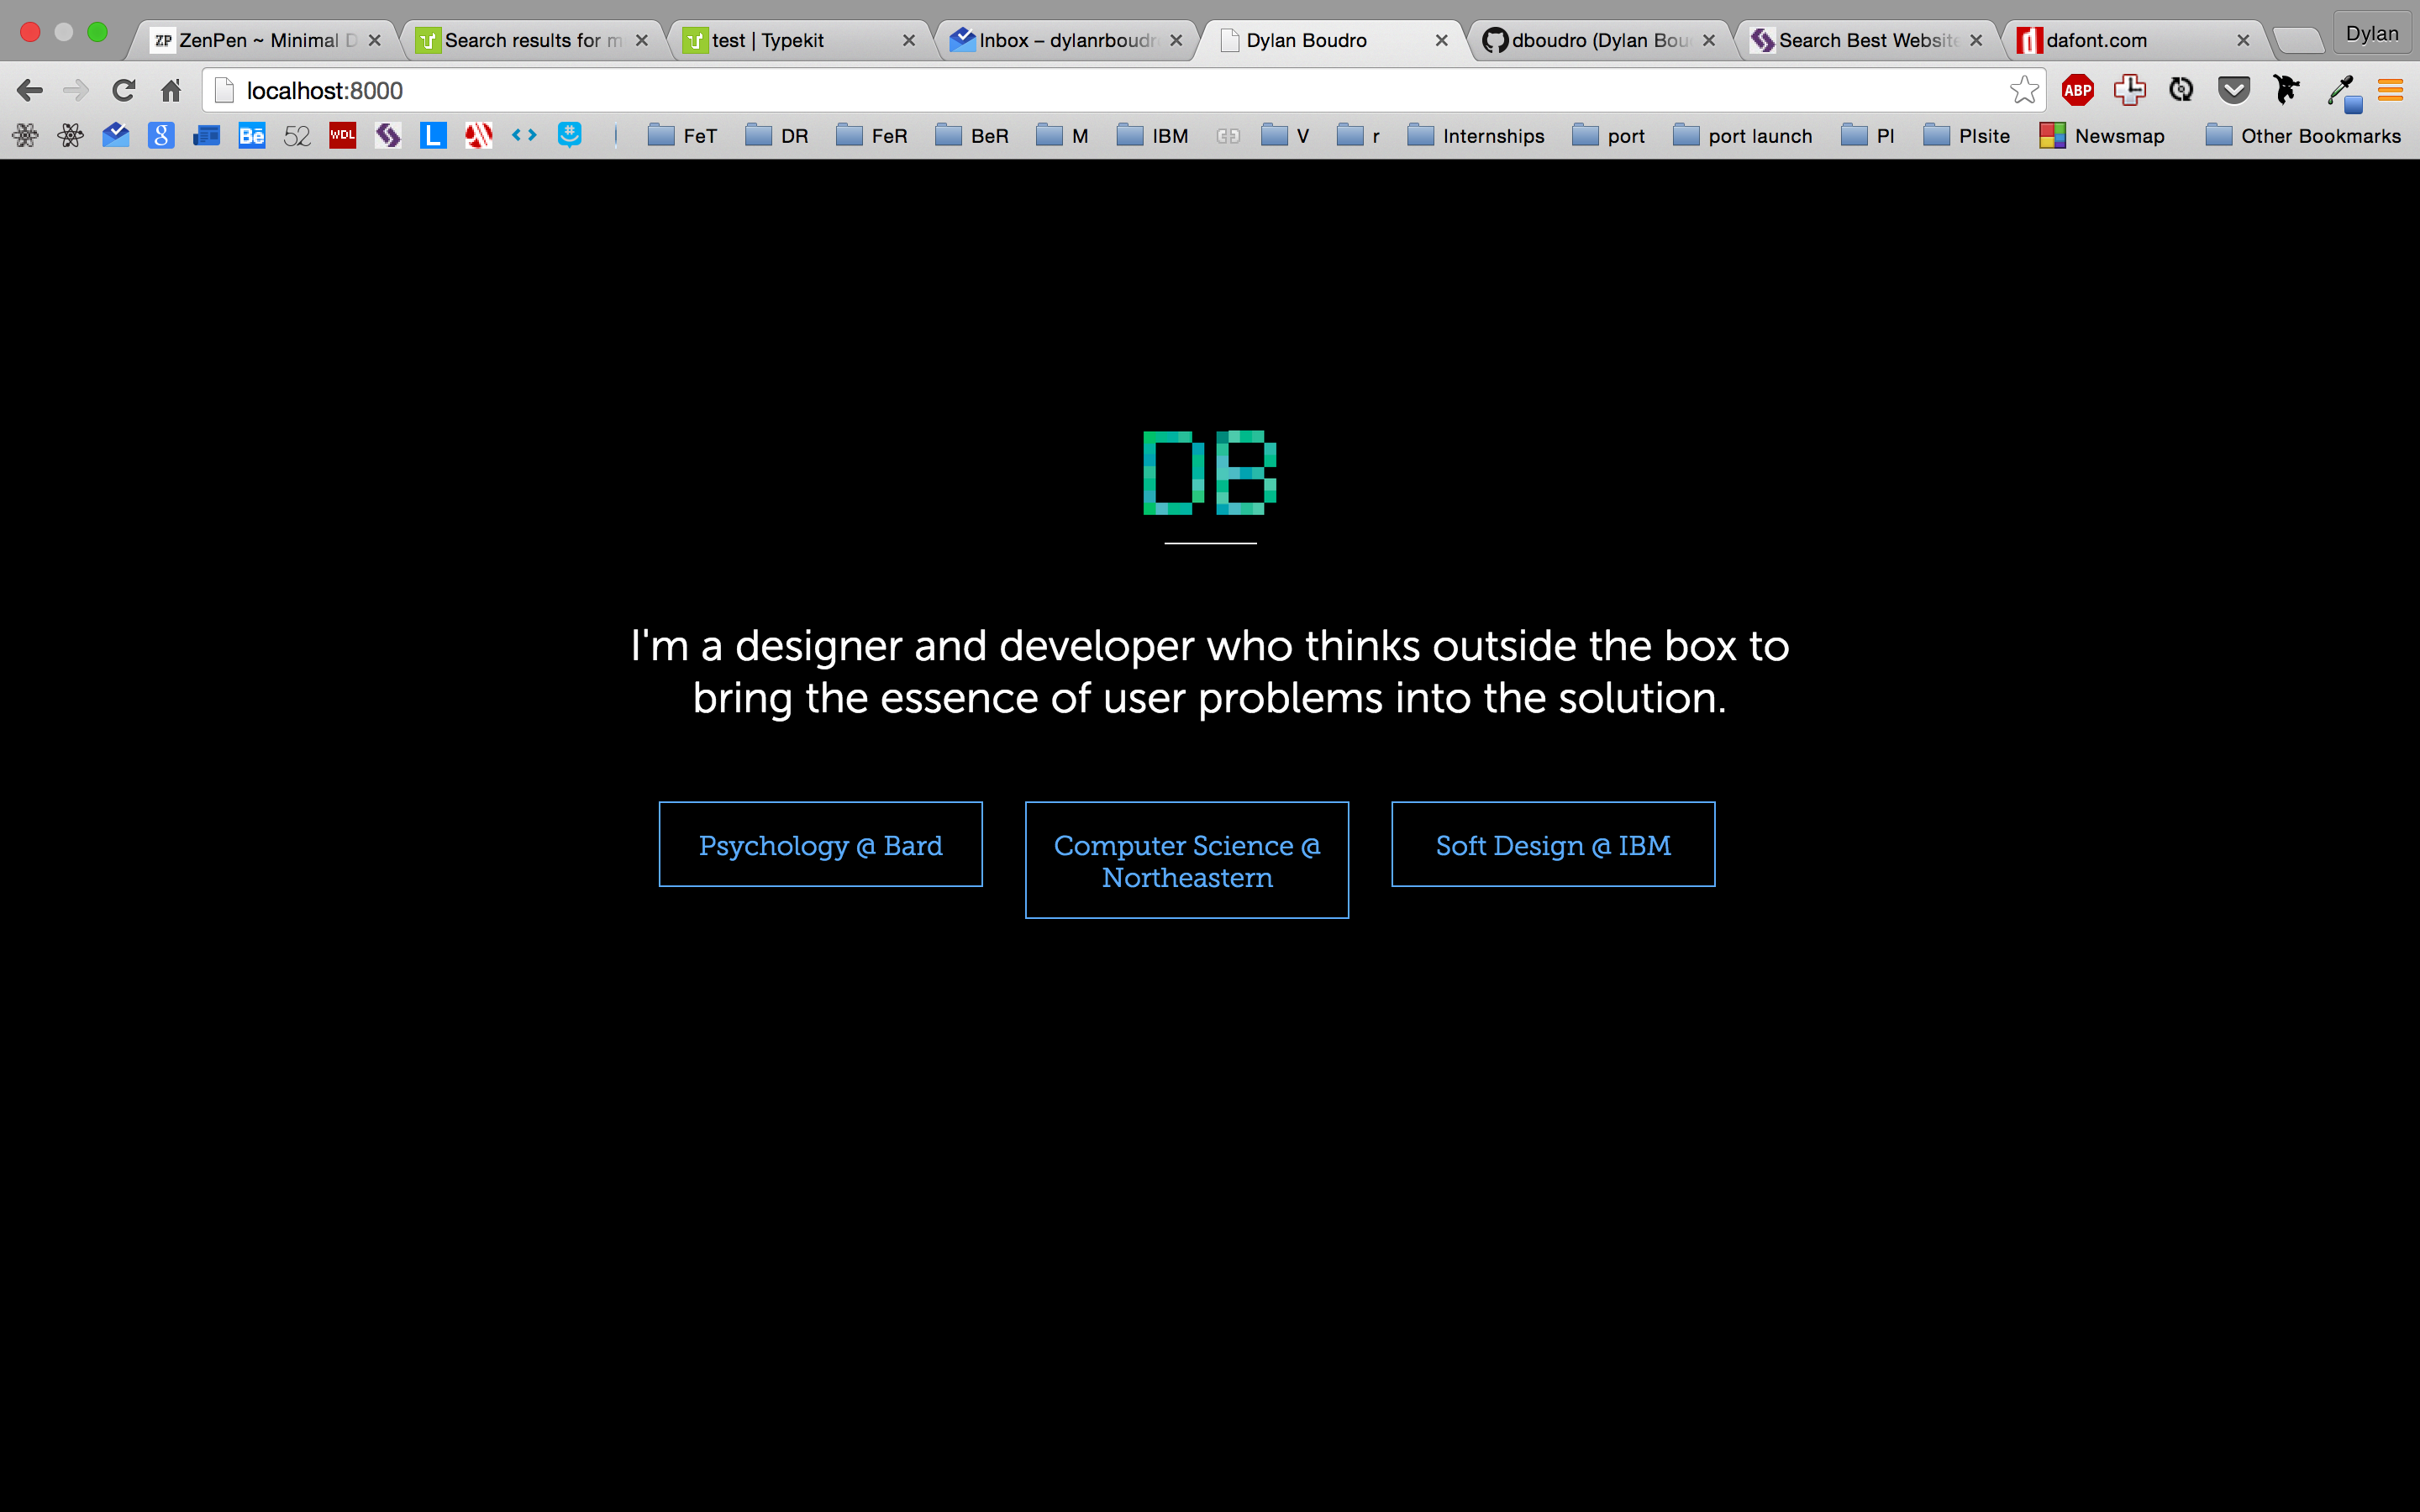 ZP ZenPen ~ Minimal D
Search results for m
test | Typekit
Inbox – dylanrboudr
Dylan Boudro
dboudro (Dylan Bou
Search Best Website
dafont.com
Dylan
localhost:8000
ABP
g
Bē
52
WDL
L
FeT
DR
FeR
BeR
M
IBM
V
r
Internships
port
port launch
PI
PIsite
Newsmap
Other Bookmarks
DB
I'm a designer and developer who thinks outside the box to
bring the essence of user problems into the solution.
Psychology @ Bard
Computer Science @
Northeastern
Soft Design @ IBM